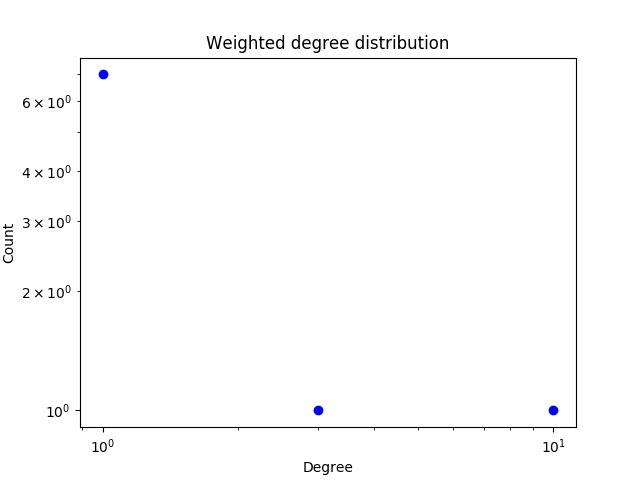 Weighted degree distribution
6 × 10⁰
4 × 10⁰
3 × 10⁰
2 × 10⁰
10⁰
Count
10⁰ 10¹
Degree